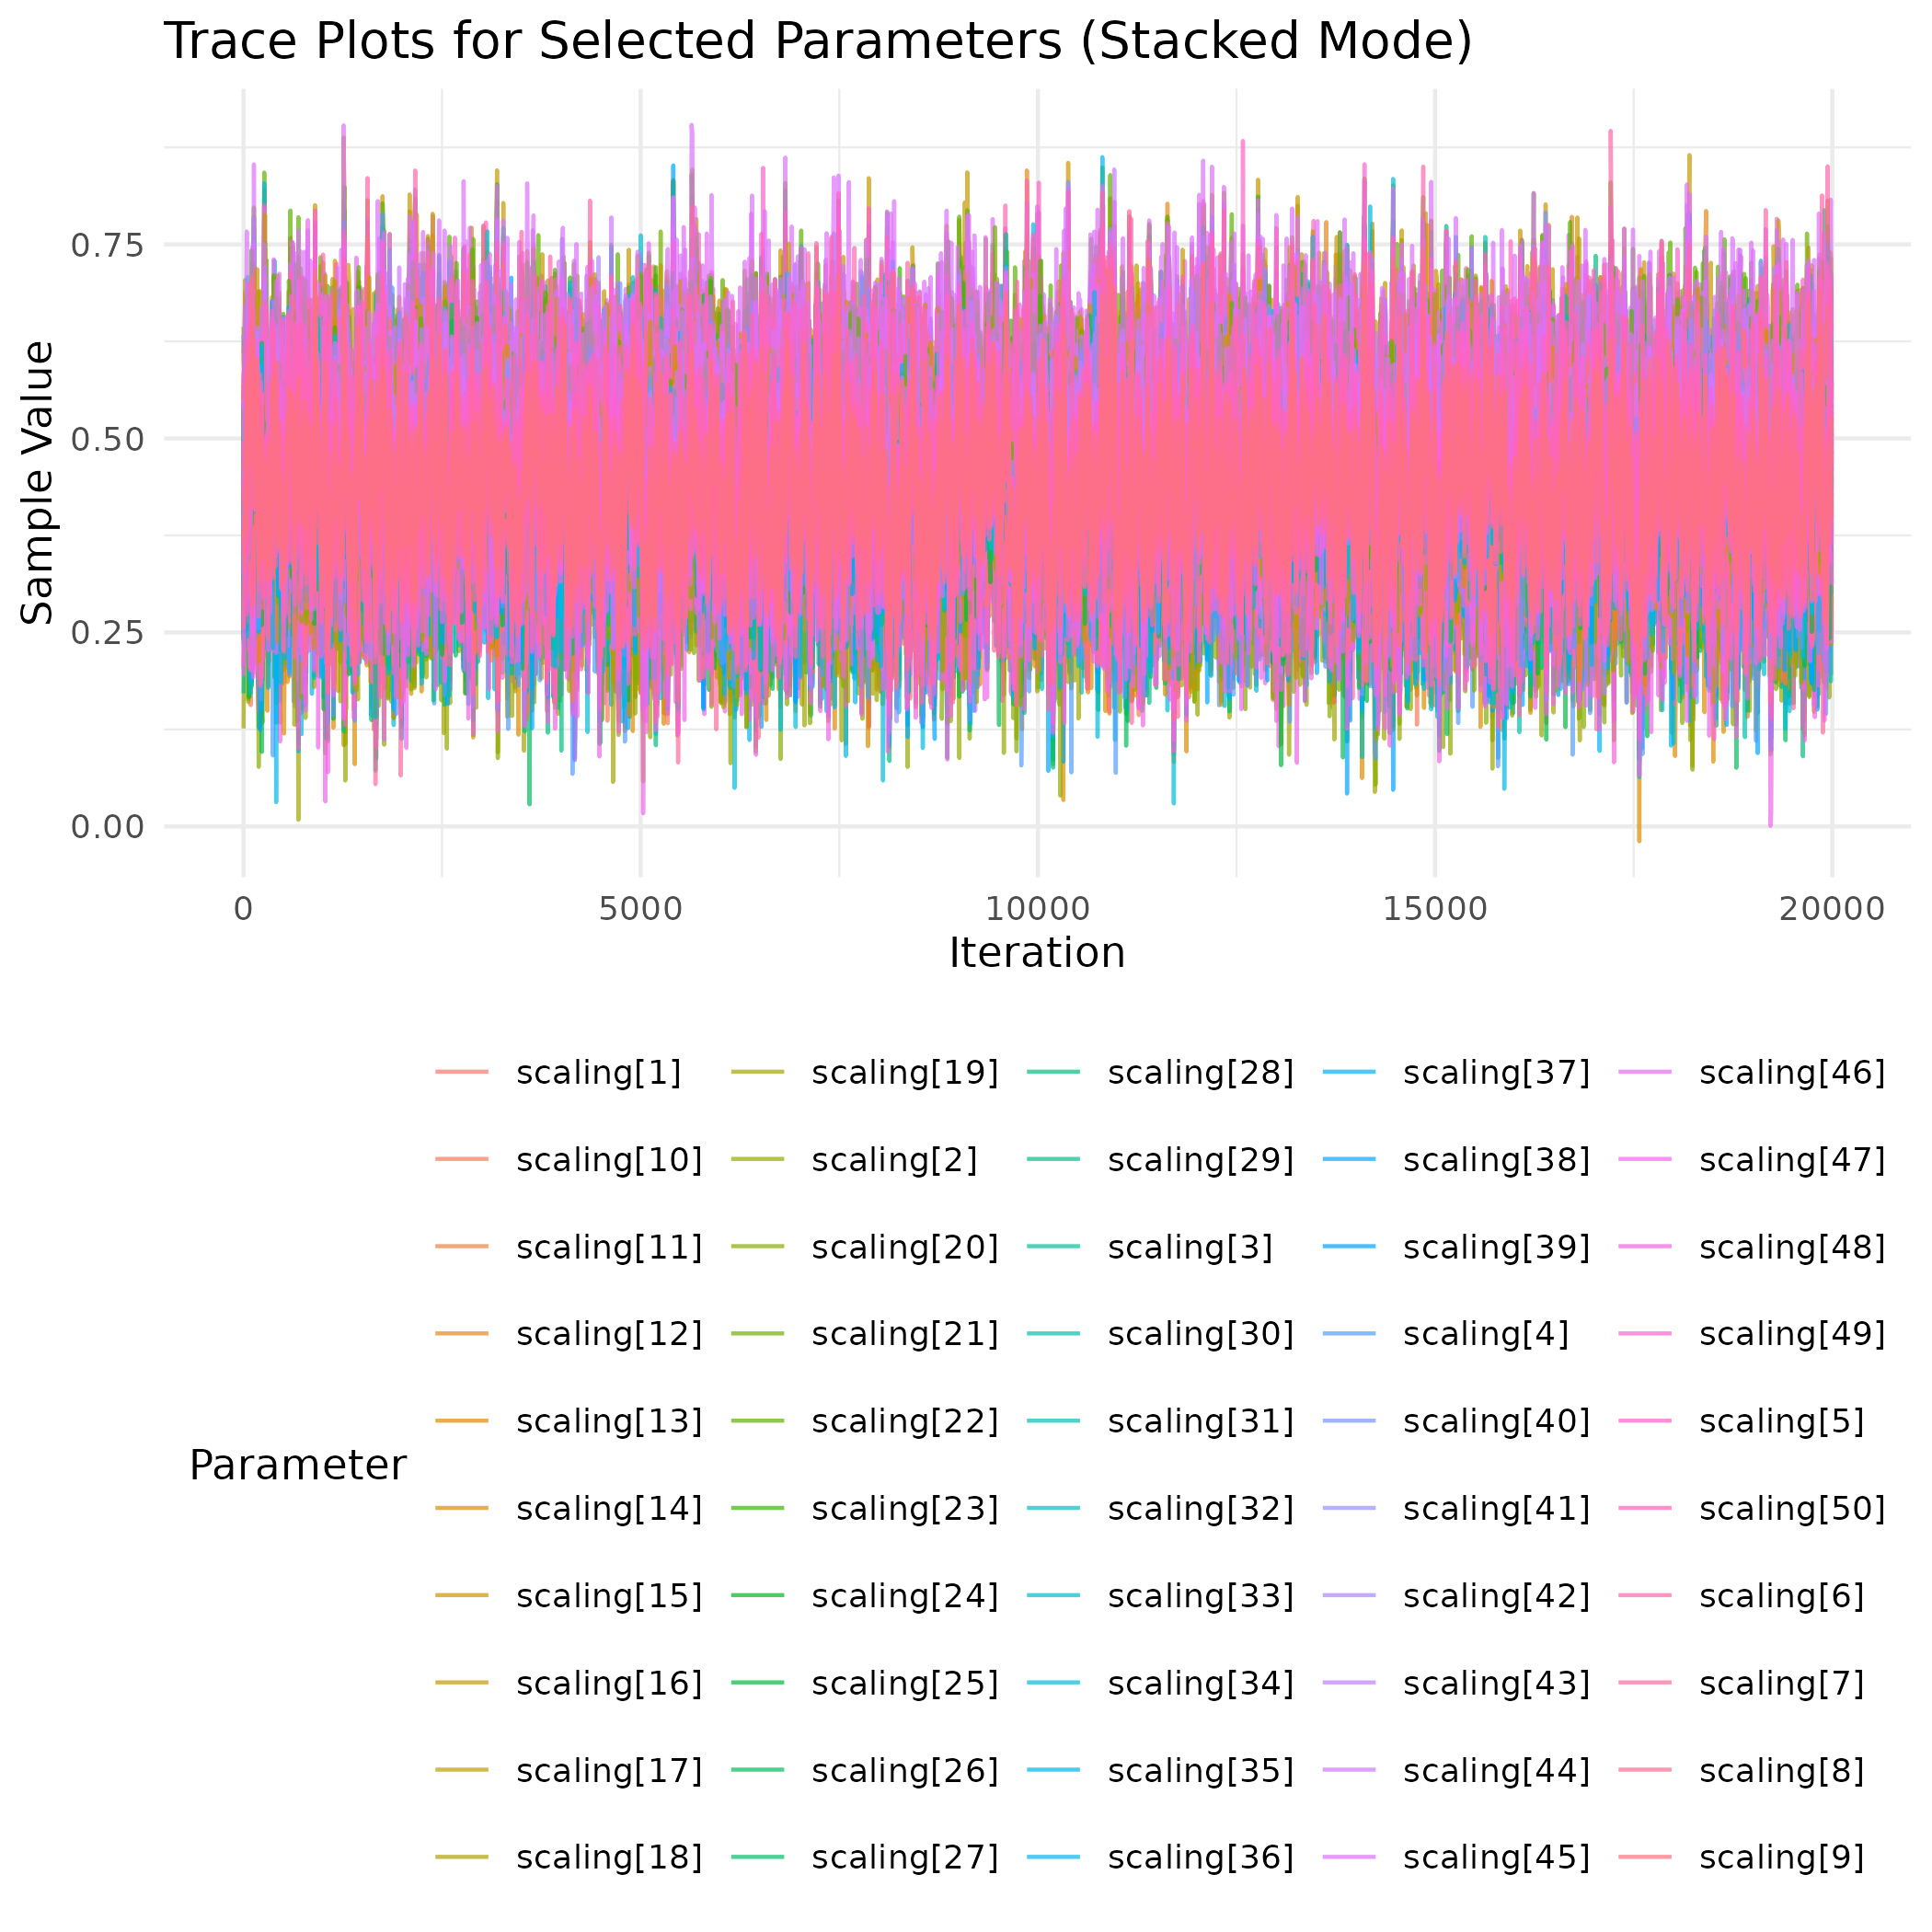 Trace Plots for Selected Parameters (Stacked Mode)
Sample Value
0.75
0.50
0.25
0.00
0 5000 10000 15000 20000
Iteration
Parameter
scaling[1] scaling[19] scaling[28] scaling[37] scaling[46]
scaling[10] scaling[2] scaling[29] scaling[38] scaling[47]
scaling[11] scaling[20] scaling[3] scaling[39] scaling[48]
scaling[12] scaling[21] scaling[30] scaling[4] scaling[49]
scaling[13] scaling[22] scaling[31] scaling[40] scaling[5]
scaling[14] scaling[23] scaling[32] scaling[41] scaling[50]
scaling[15] scaling[24] scaling[33] scaling[42] scaling[6]
scaling[16] scaling[25] scaling[34] scaling[43] scaling[7]
scaling[17] scaling[26] scaling[35] scaling[44] scaling[8]
scaling[18] scaling[27] scaling[36] scaling[45] scaling[9]